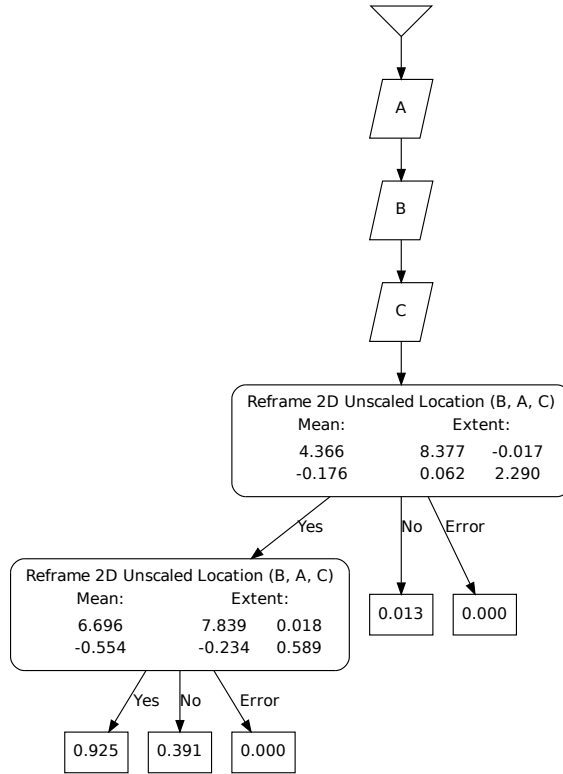 A
B
C
Reframe 2D Unscaled Location (B, A, C)
Mean: Extent:
4.366 8.377 -0.017
-0.176 0.062 2.290
Yes No Error
Reframe 2D Unscaled Location (B, A, C)
Mean: Extent:
6.696 7.839 0.018
-0.554 -0.234 0.589
0.013 0.000
Yes No Error
0.925 0.391 0.000